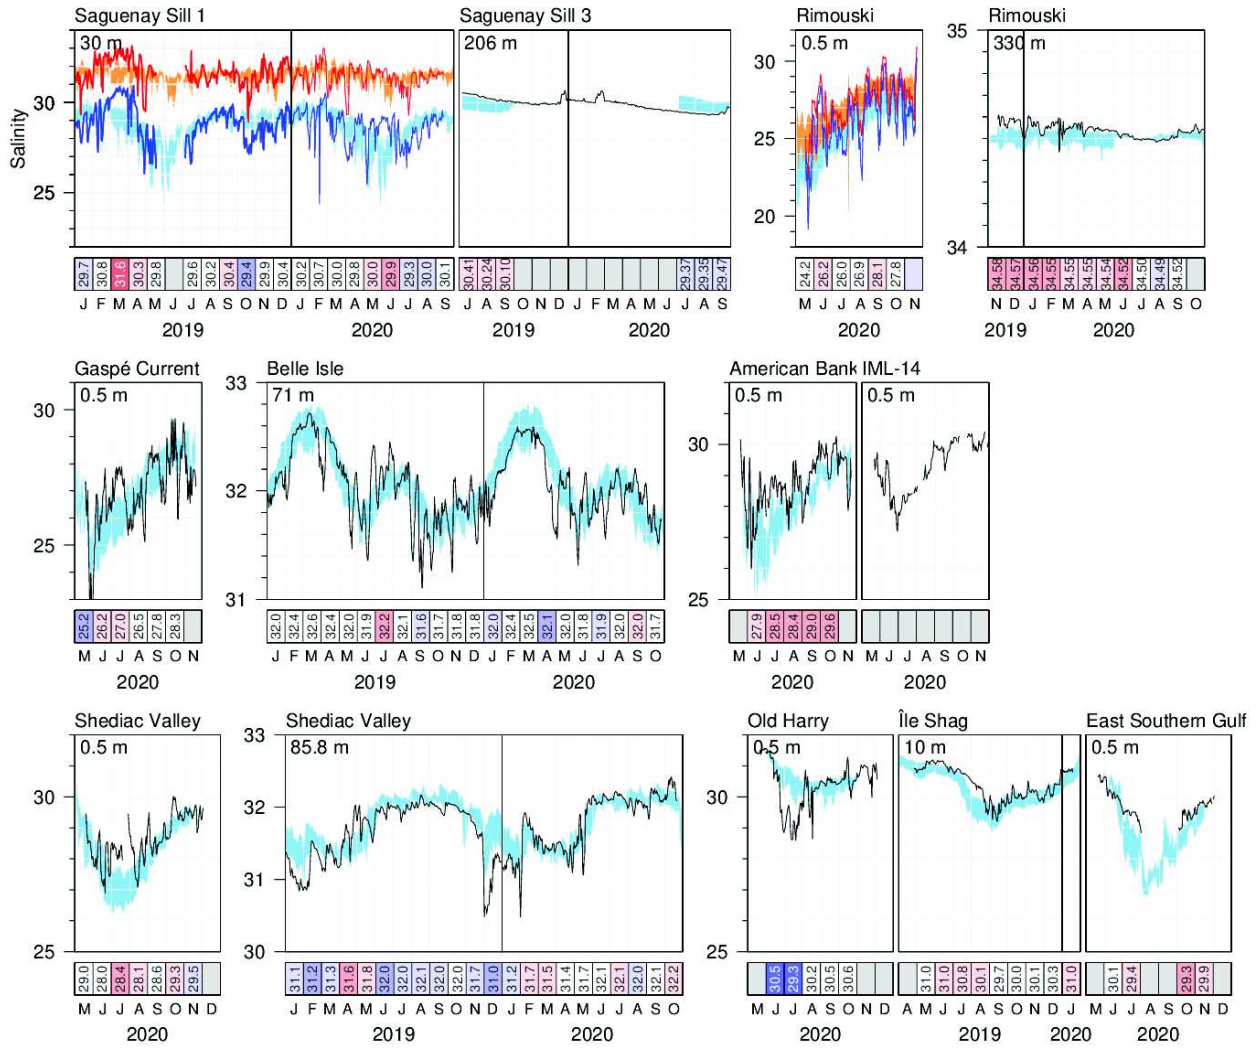 Saguenay Sill 1
Saguenay Sill 3
Rimouski
Rimouski
30 m
206 m
0.5 m
330 m
Salinity
30
25
30
25
20
35
34
29.7 30.8 31.6 30.3 29.8 29.6 30.2 30.4 29.4 29.9 30.4 30.2 30.7 30.0 29.8 30.0 29.9 29.3 30.0 30.1
30.41 30.24 30.10 29.37 29.35 29.47
24.2 26.2 26.0 26.9 28.1 27.8
34.58 34.57 34.56 34.55 34.55 34.55 34.54 34.52 34.50 34.49 34.52
J F M A M J J A S O N D J F M A M J J A S
J A S O N D J F M A M J J A S
M J J A S O N
N D J F M A M J J A S O
2019 2020
2019 2020
2020
2019 2020
Gaspé Current
Belle Isle
American Bank
IML-14
0.5 m
71 m
0.5 m
0.5 m
30
25
33
32
31
30
25
25.2 26.2 27.0 26.5 27.8 28.3
32.0 32.4 32.6 32.4 32.0 31.9 32.2 32.1 31.6 31.7 31.8 31.8 32.0 32.4 32.5 32.1 32.0 31.8 31.9 32.0 32.0 31.7
27.9 28.5 28.4 29.0 29.6
M J J A S O N
J F M A M J J A S O N D J F M A M J J A S O
M J J A S O N
M J J A S O N
2020
2019 2020
2020
2020
Shediac Valley
Shediac Valley
Old Harry
Île Shag
East Southern Gulf
0.5 m
85.8 m
0.5 m
10 m
0.5 m
30
25
33
32
31
30
30
25
29.0 28.0 28.4 28.1 28.6 29.3 29.5
31.1 31.2 31.3 31.6 31.8 32.0 32.0 32.1 32.0 32.0 31.7 31.0 31.2 31.7 31.5 31.4 31.7 32.1 32.1 32.0 32.1 32.2
30.5 29.3 30.2 30.5 30.6
31.0 31.0 30.8 30.1 29.7 30.0 30.1 30.3 31.0
30.1 29.4 29.3 29.9
M J J A S O N D
J F M A M J J A S O N D J F M A M J J A S O
M J J A S O N D
A M J J A S O N D J
M J J A S O N D
2020
2019 2020
2020
2019 2020
2020